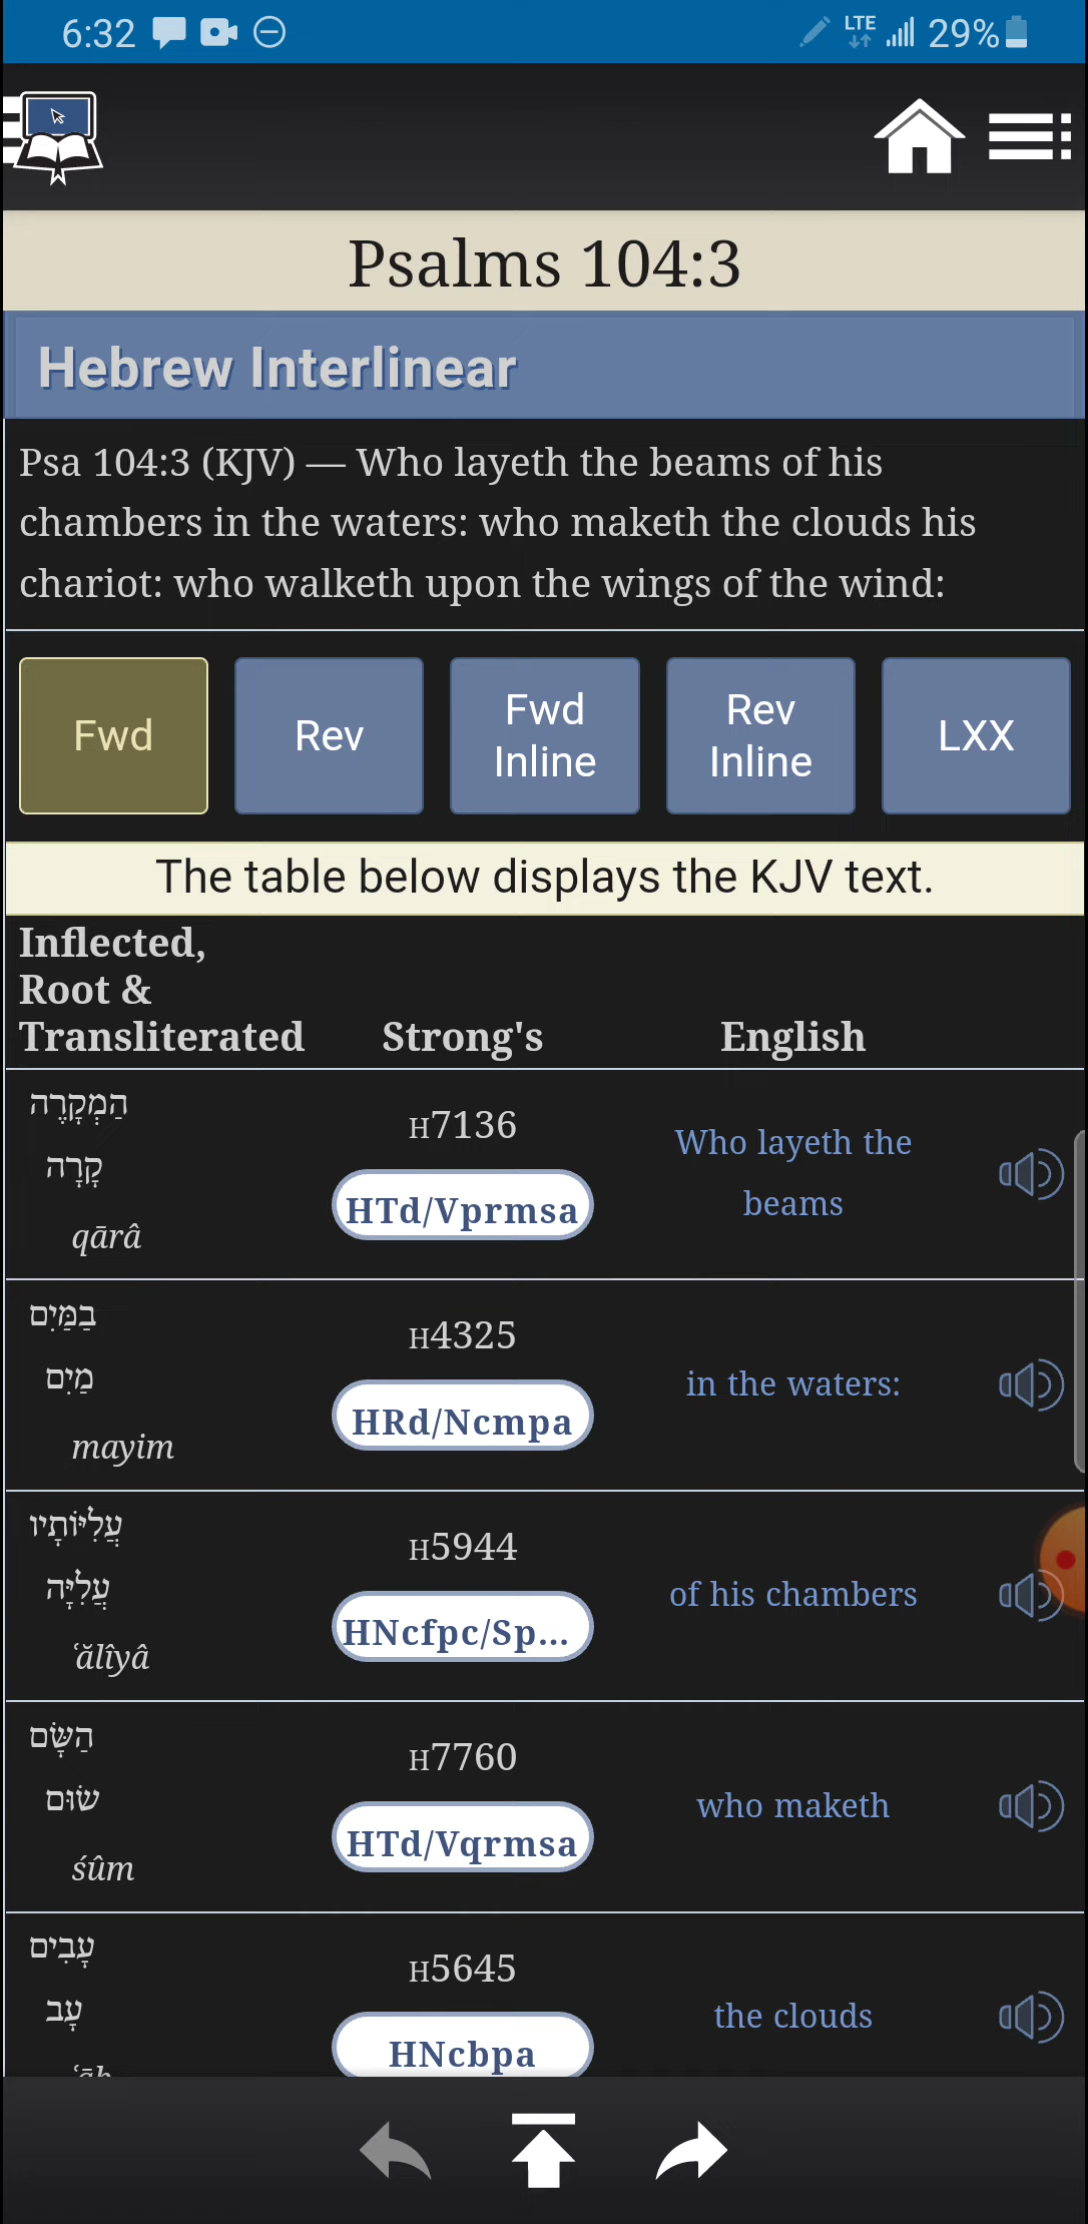 6:32
LTE
29%
Psalms 104:3
Hebrew Interlinear
Psa 104:3 (KJV) — Who layeth the beams of his
chambers in the waters: who maketh the clouds his
chariot: who walketh upon the wings of the wind:
Fwd
Rev
Fwd
Inline
Rev
Inline
LXX
The table below displays the KJV text.
Inflected,
Root &
Transliterated
Strong's
English
הַמְקָרֶה
קָרָה
qārâ
H7136
HTd/Vprmsa
Who layeth the
beams
בַמַּיִם
מַיִם
mayim
H4325
HRd/Ncmpa
in the waters:
עֲלִיּוֹתָיו
עֲלִיָּה
ʿălîyâ
H5944
HNcfpc/Sp...
of his chambers
הַשָּׂם
שׂוּם
śûm
H7760
HTd/Vqrmsa
who maketh
עָבִים
עָב
H5645
HNcbpa
the clouds